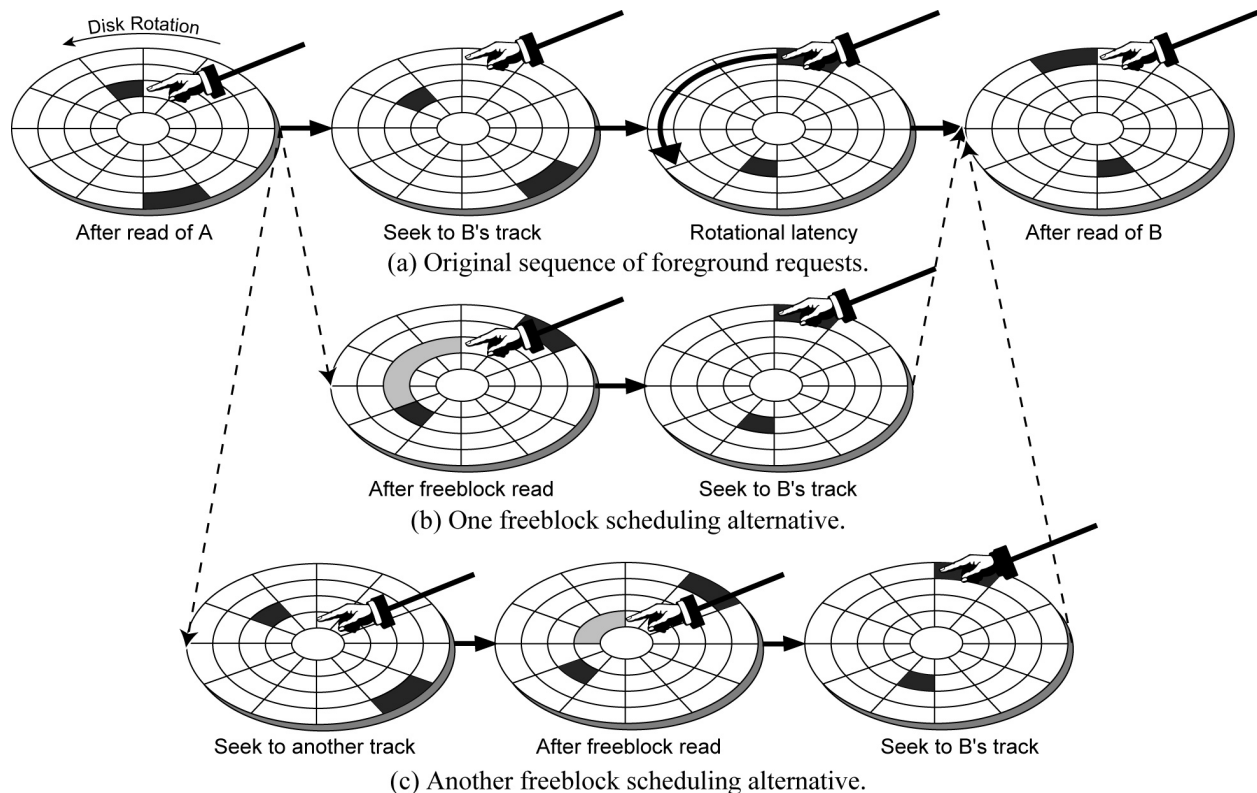 Disk Rotation
After read of A
Seek to B's track
Rotational latency
After read of B
(a) Original sequence of foreground requests.
After freeblock read
Seek to B's track
(b) One freeblock scheduling alternative.
Seek to another track
After freeblock read
Seek to B's track
(c) Another freeblock scheduling alternative.